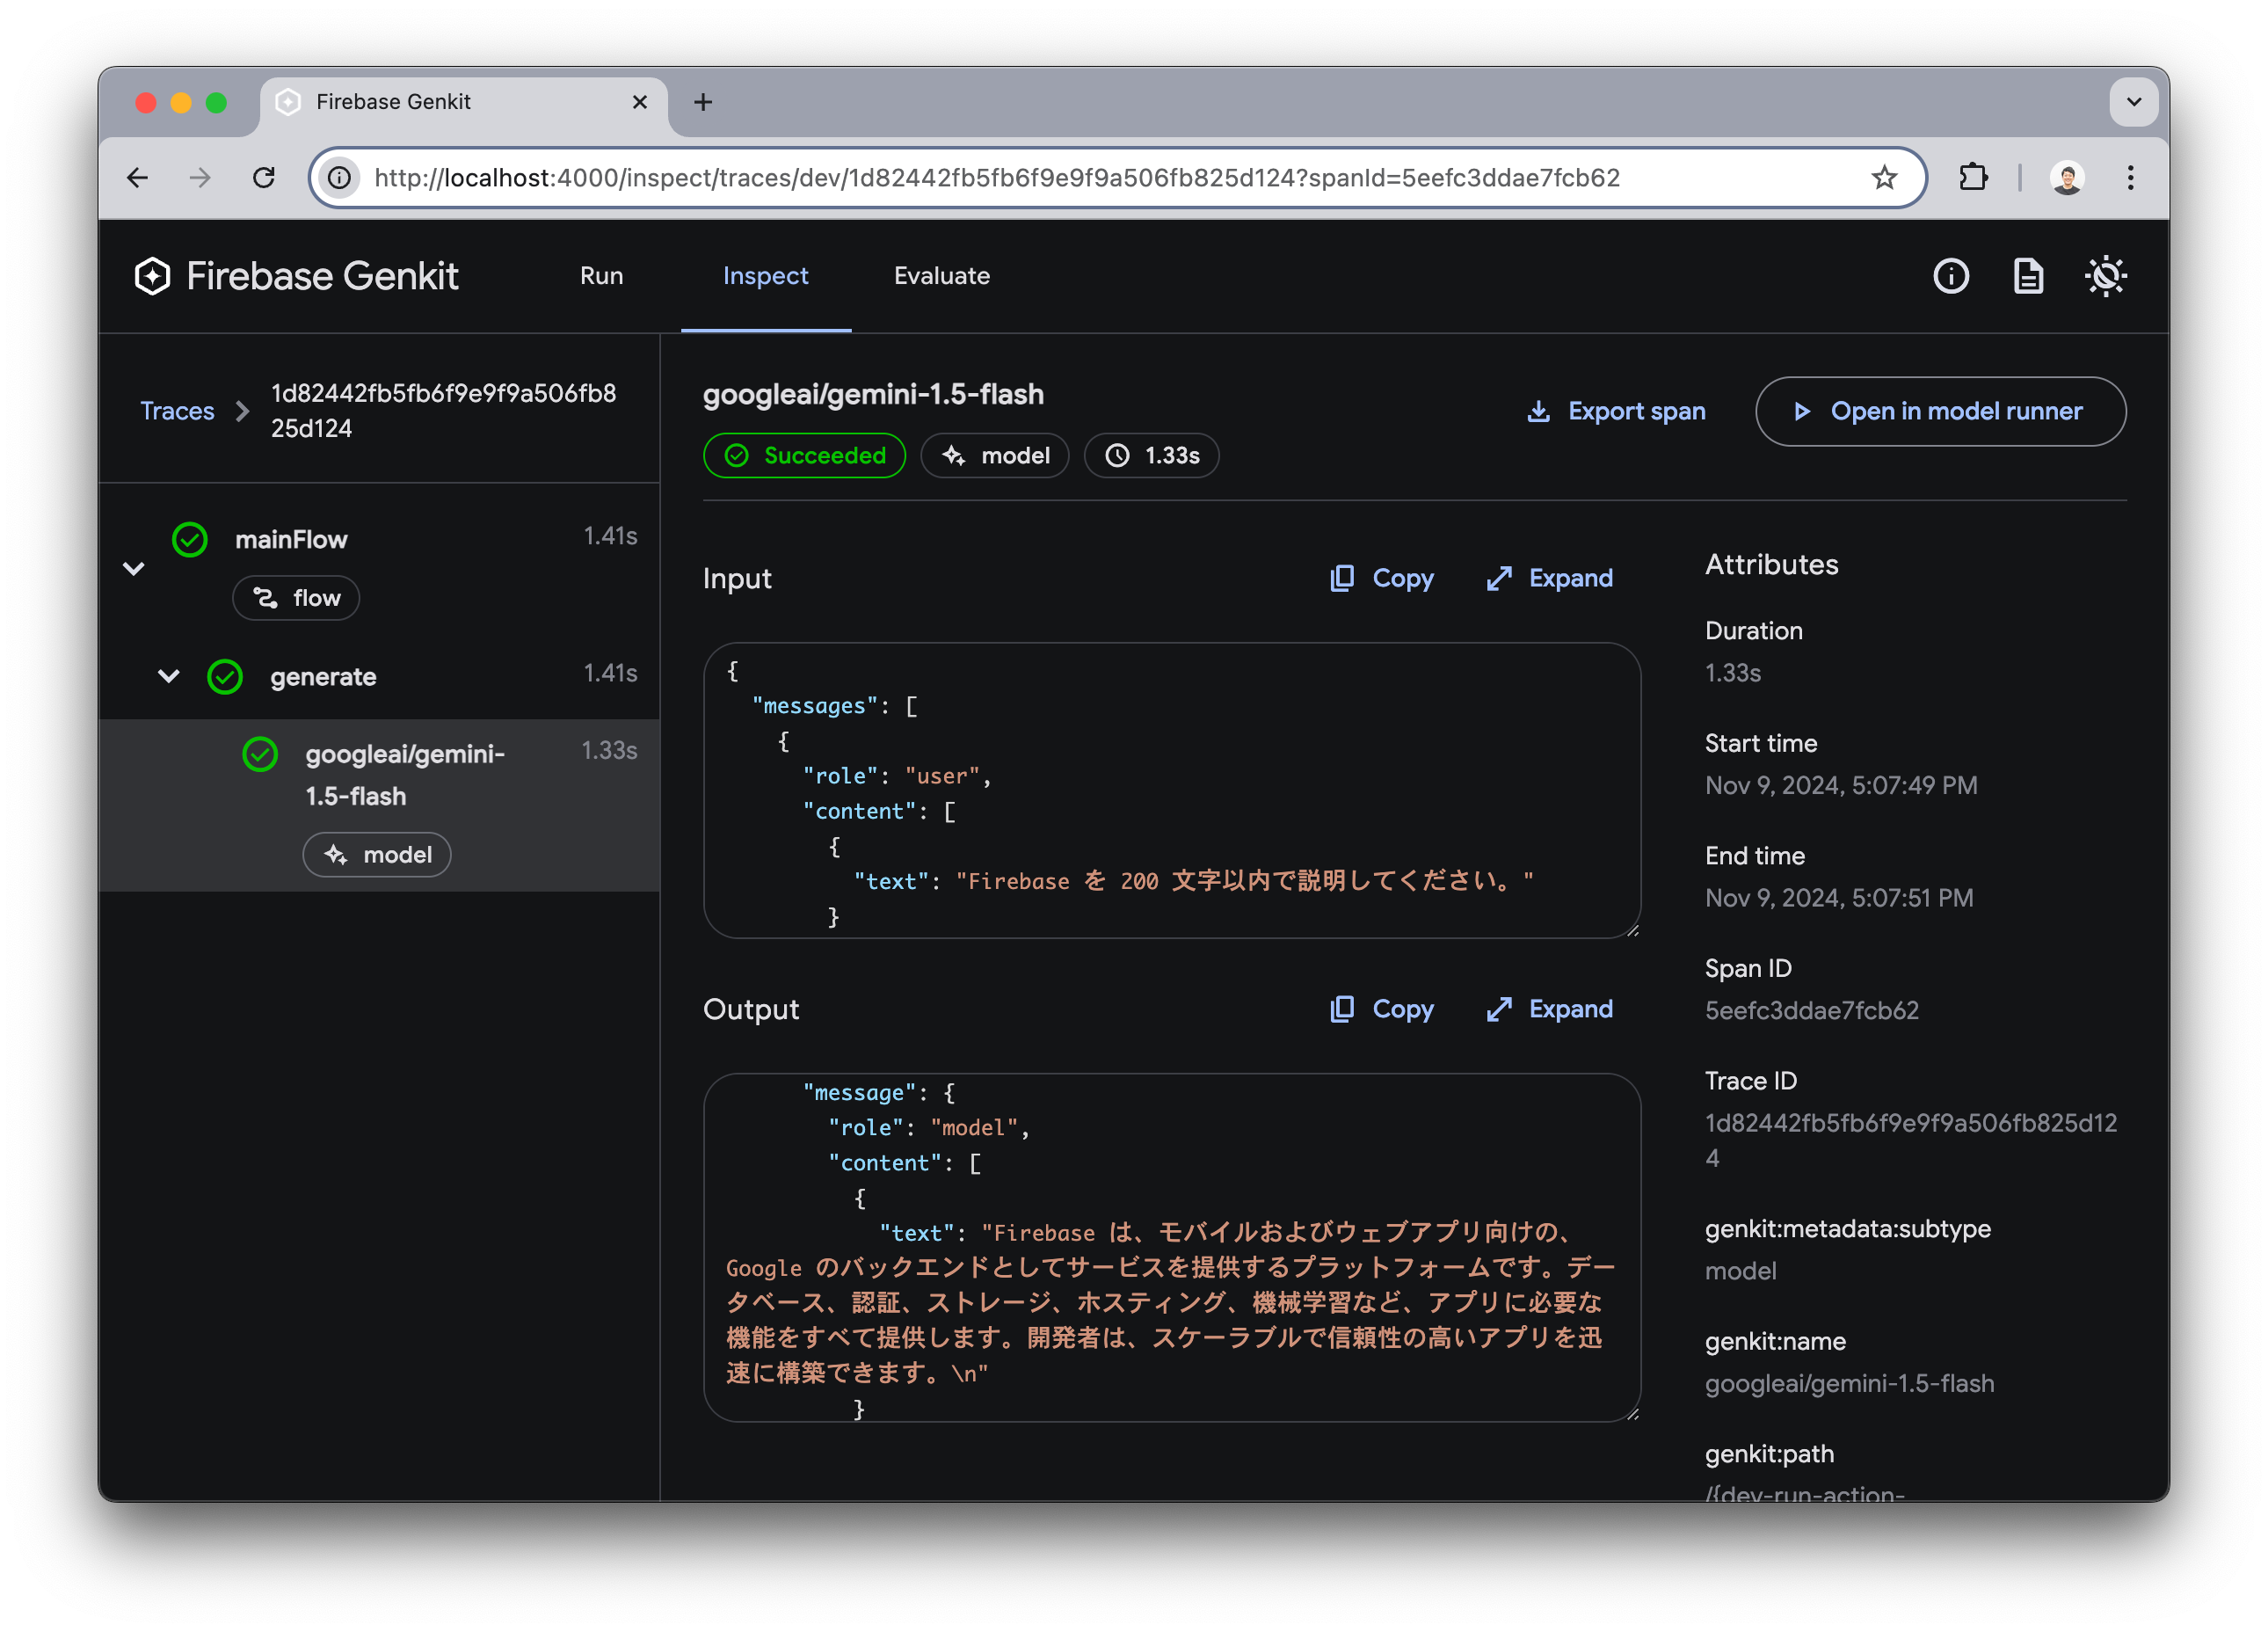 Firebase Genkit
http://localhost:4000/inspect/traces/dev/1d82442fb5fb6f9e9f9a506fb825d124?spanId=5eefc3ddae7fcb62
Firebase Genkit
Run
Inspect
Evaluate
Traces
1d82442fb5fb6f9e9f9a506fb8
25d124
mainFlow
1.41s
flow
generate
1.41s
googleai/gemini-
1.5-flash
1.33s
model
googleai/gemini-1.5-flash
Succeeded
model
1.33s
Export span
Open in model runner
Input
Copy
Expand
{
"messages": [
{
"role": "user",
"content": [
{
"text": "Firebase を 200 文字以内で説明してください。"
}
Output
Copy
Expand
"message": {
"role": "model",
"content": [
{
"text": "Firebase は、モバイルおよびウェブアプリ向けの、
Google のバックエンドとしてサービスを提供するプラットフォームです。デー
タベース、認証、ストレージ、ホスティング、機械学習など、アプリに必要な
機能をすべて提供します。開発者は、スケーラブルで信頼性の高いアプリを迅
速に構築できます。\n"
}
Attributes
Duration
1.33s
Start time
Nov 9, 2024, 5:07:49 PM
End time
Nov 9, 2024, 5:07:51 PM
Span ID
5eefc3ddae7fcb62
Trace ID
1d82442fb5fb6f9e9f9a506fb825d12
4
genkit:metadata:subtype
model
genkit:name
googleai/gemini-1.5-flash
genkit:path
/{dev-run-action-